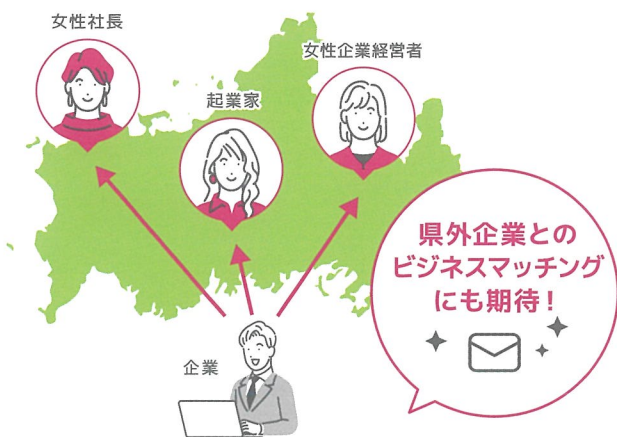 女性社長
女性企業経営者
起業家
県外企業との
ビジネスマッチング
にも期待！
企業